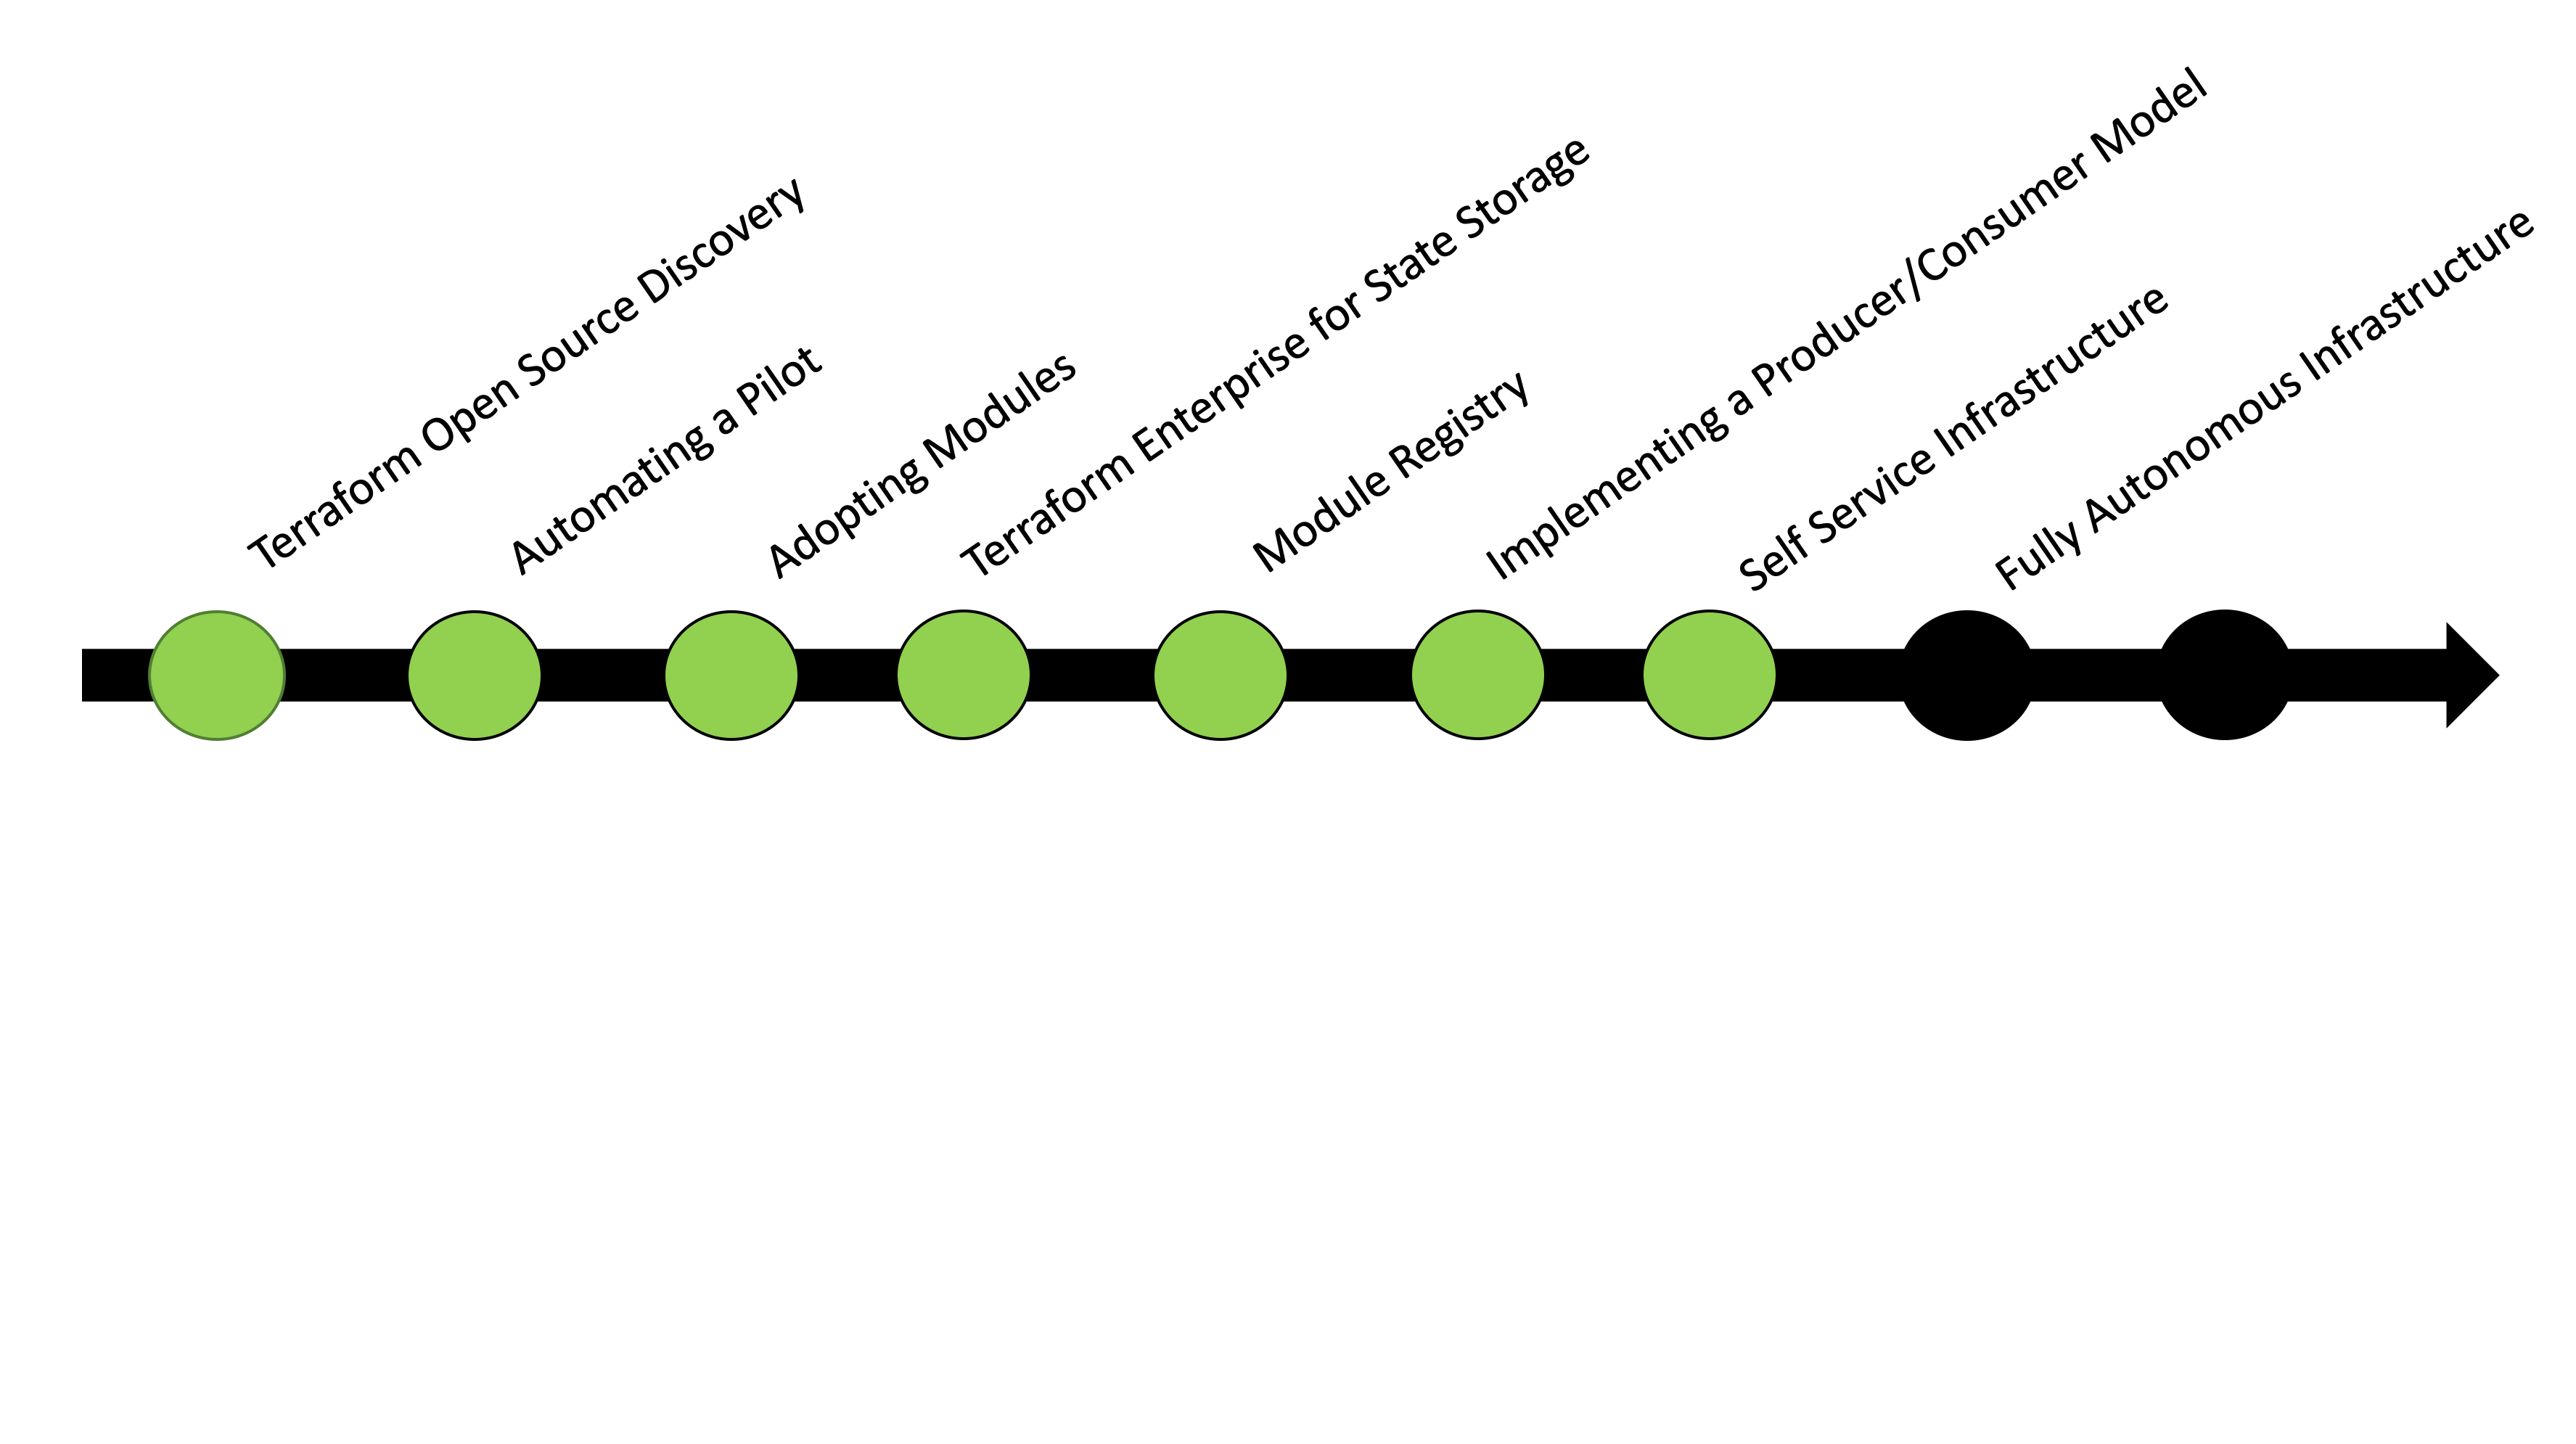 Terraform Open Source Discovery
Automating a Pilot
Adopting Modules
Terraform Enterprise for State Storage
Module Registry
Implementing a Producer/Consumer Model
Self Service Infrastructure
Fully Autonomous Infrastructure